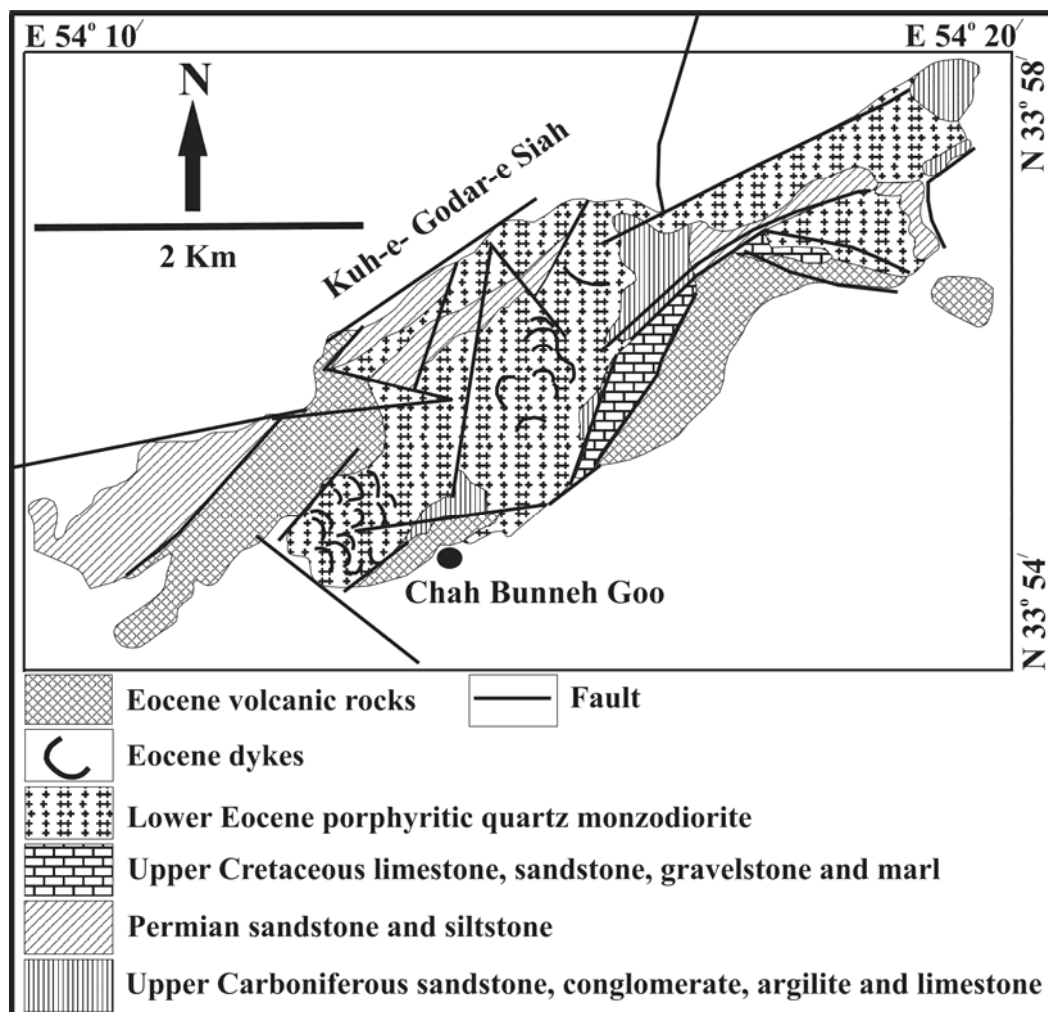 E 54° 10′
E 54° 20′
N 33° 58′
N
Kuh-e- Godar-e Siah
2 Km
Chah Bunneh Goo
N 33° 54′
Eocene volcanic rocks
Fault
Eocene dykes
Lower Eocene porphyritic quartz monzodiorite
Upper Cretaceous limestone, sandstone, gravelstone and marl
Permian sandstone and siltstone
Upper Carboniferous sandstone, conglomerate, argilite and limestone